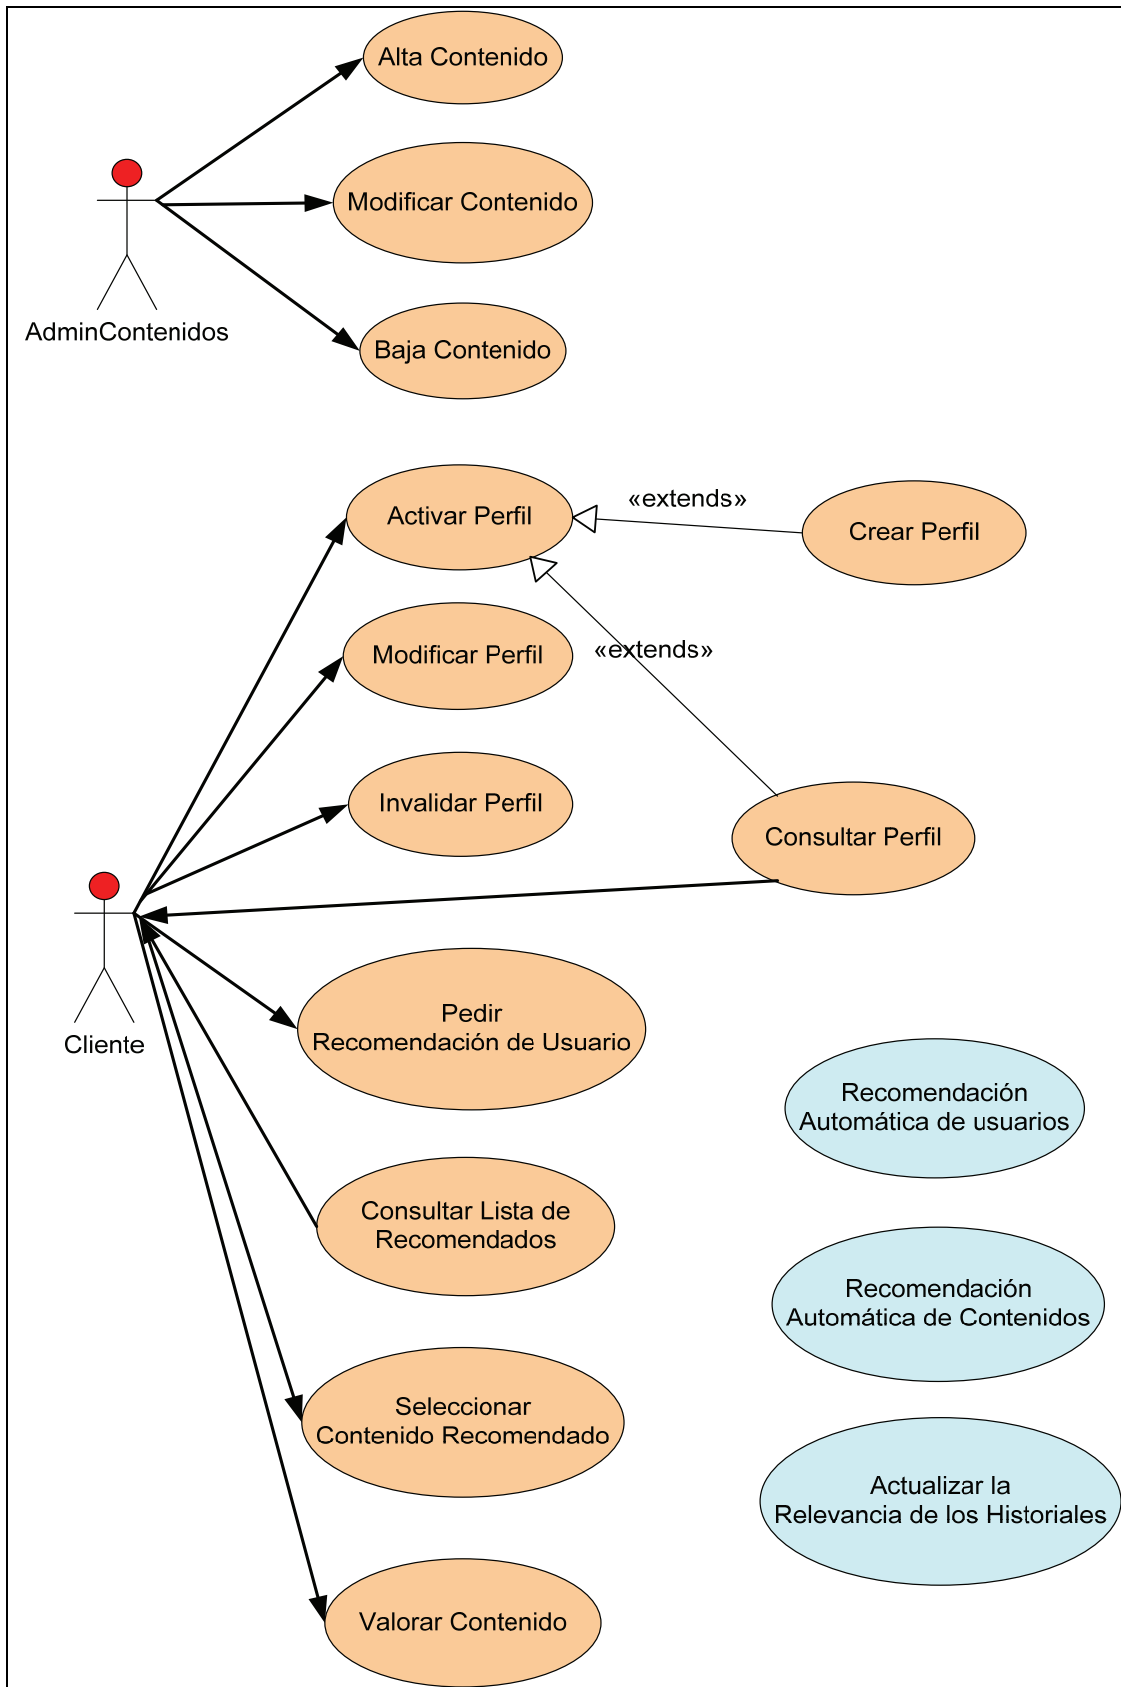 Alta Contenido
Modificar Contenido
AdminContenidos
Baja Contenido
Activar Perfil
«extends»
Crear Perfil
Modificar Perfil
«extends»
Invalidar Perfil
Consultar Perfil
Cliente
Pedir
Recomendación de Usuario
Recomendación
Automática de usuarios
Consultar Lista de
Recomendados
Recomendación
Automática de Contenidos
Seleccionar
Contenido Recomendado
Actualizar la
Relevancia de los Historiales
Valorar Contenido